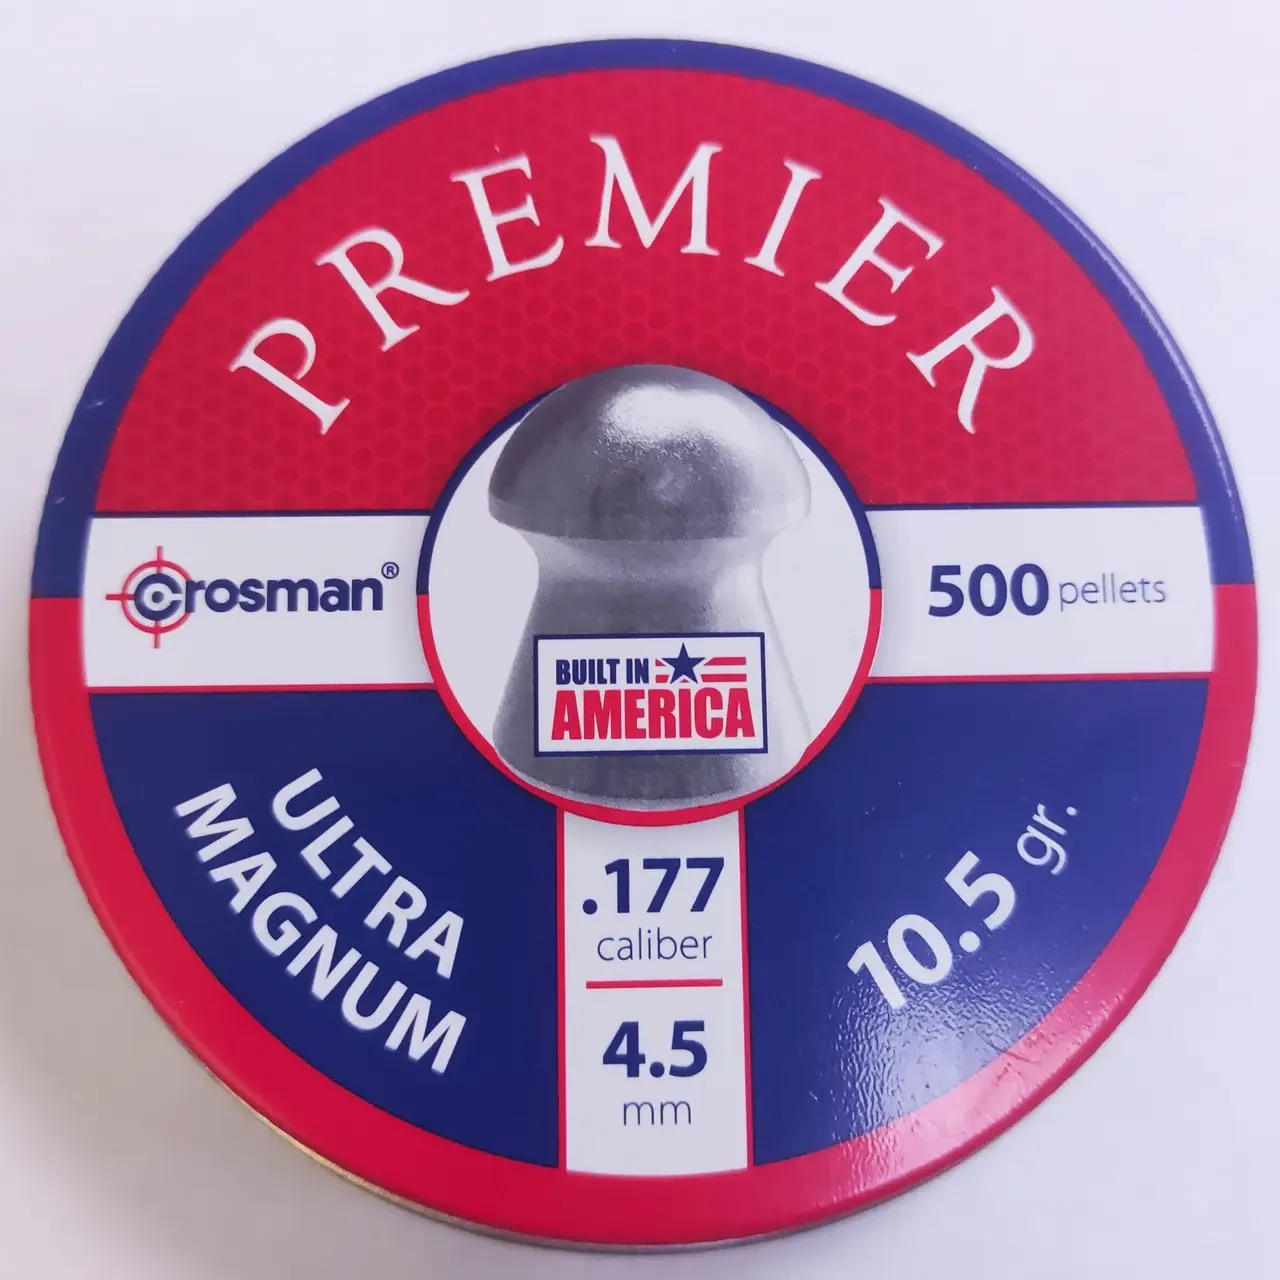 PREMIER
Crosman®
500 pellets
BUILT IN
AMERICA
ULTRA
MAGNUM
.177
caliber
4.5
mm
10.5 gr.